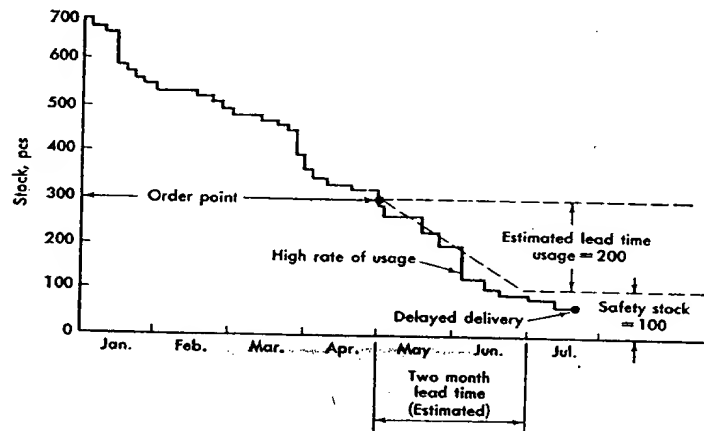 700
600
500
400
300
200
100
0
Stock, pcs
Order point
High rate of usage
Estimated lead time
usage = 200
Safety stock
= 100
Delayed delivery
Jan. Feb. Mar. Apr. May Jun. Jul.
Two month
lead time
(Estimated)